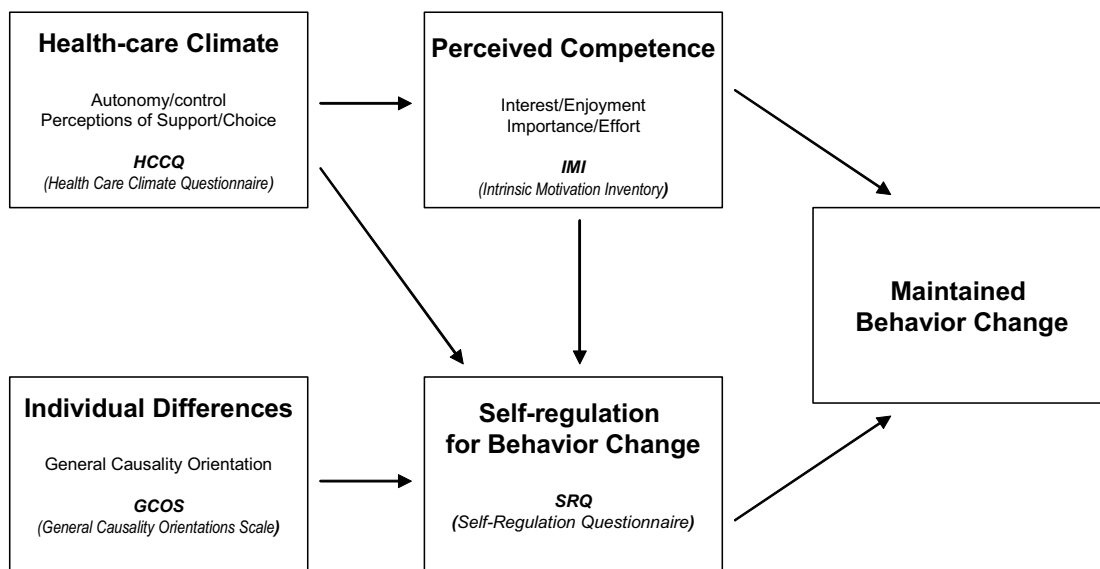 Health-care Climate
Autonomy/control
Perceptions of Support/Choice
HCCQ
(Health Care Climate Questionnaire)
Perceived Competence
Interest/Enjoyment
Importance/Effort
IMI
(Intrinsic Motivation Inventory)
Maintained
Behavior Change
Individual Differences
General Causality Orientation
GCOS
(General Causality Orientations Scale)
Self-regulation
for Behavior Change
SRQ
(Self-Regulation Questionnaire)